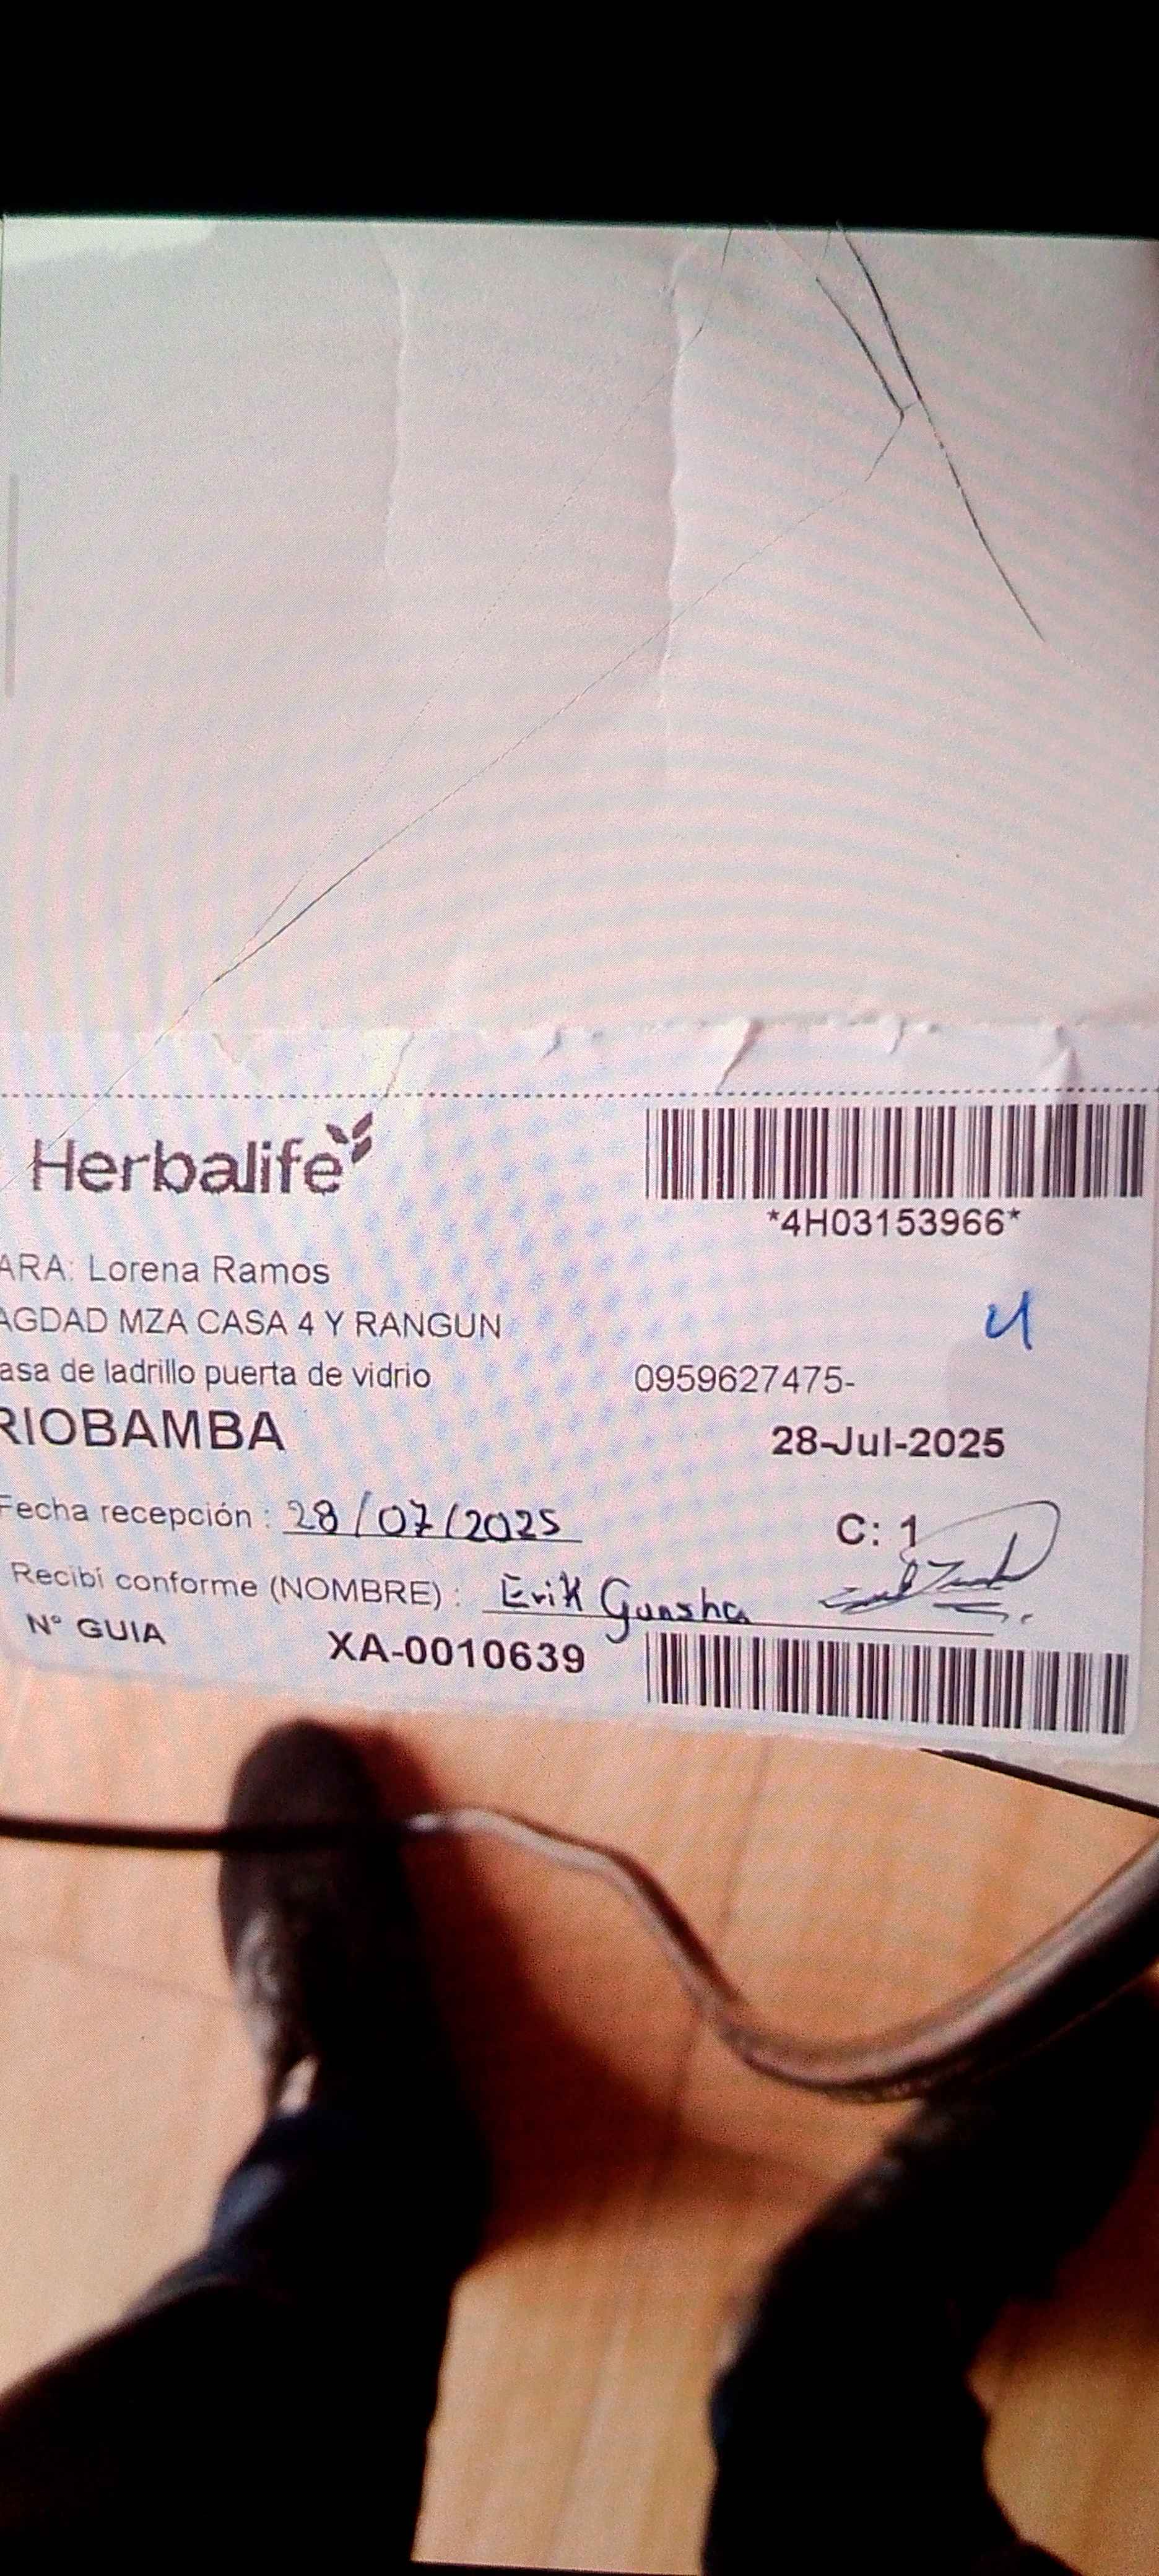 Herbalife
*4H03153966*
ARA: Lorena Ramos
AGDAD MZA CASA 4 Y RANGUN
4
asa de ladrillo puerta de vidrio 0959627475-
RIOBAMBA 28-Jul-2025
Fecha recepción : 28/07/2025 C: 1
Recibí conforme (NOMBRE) : Erik Guasha
N° GUIA XA-0010639